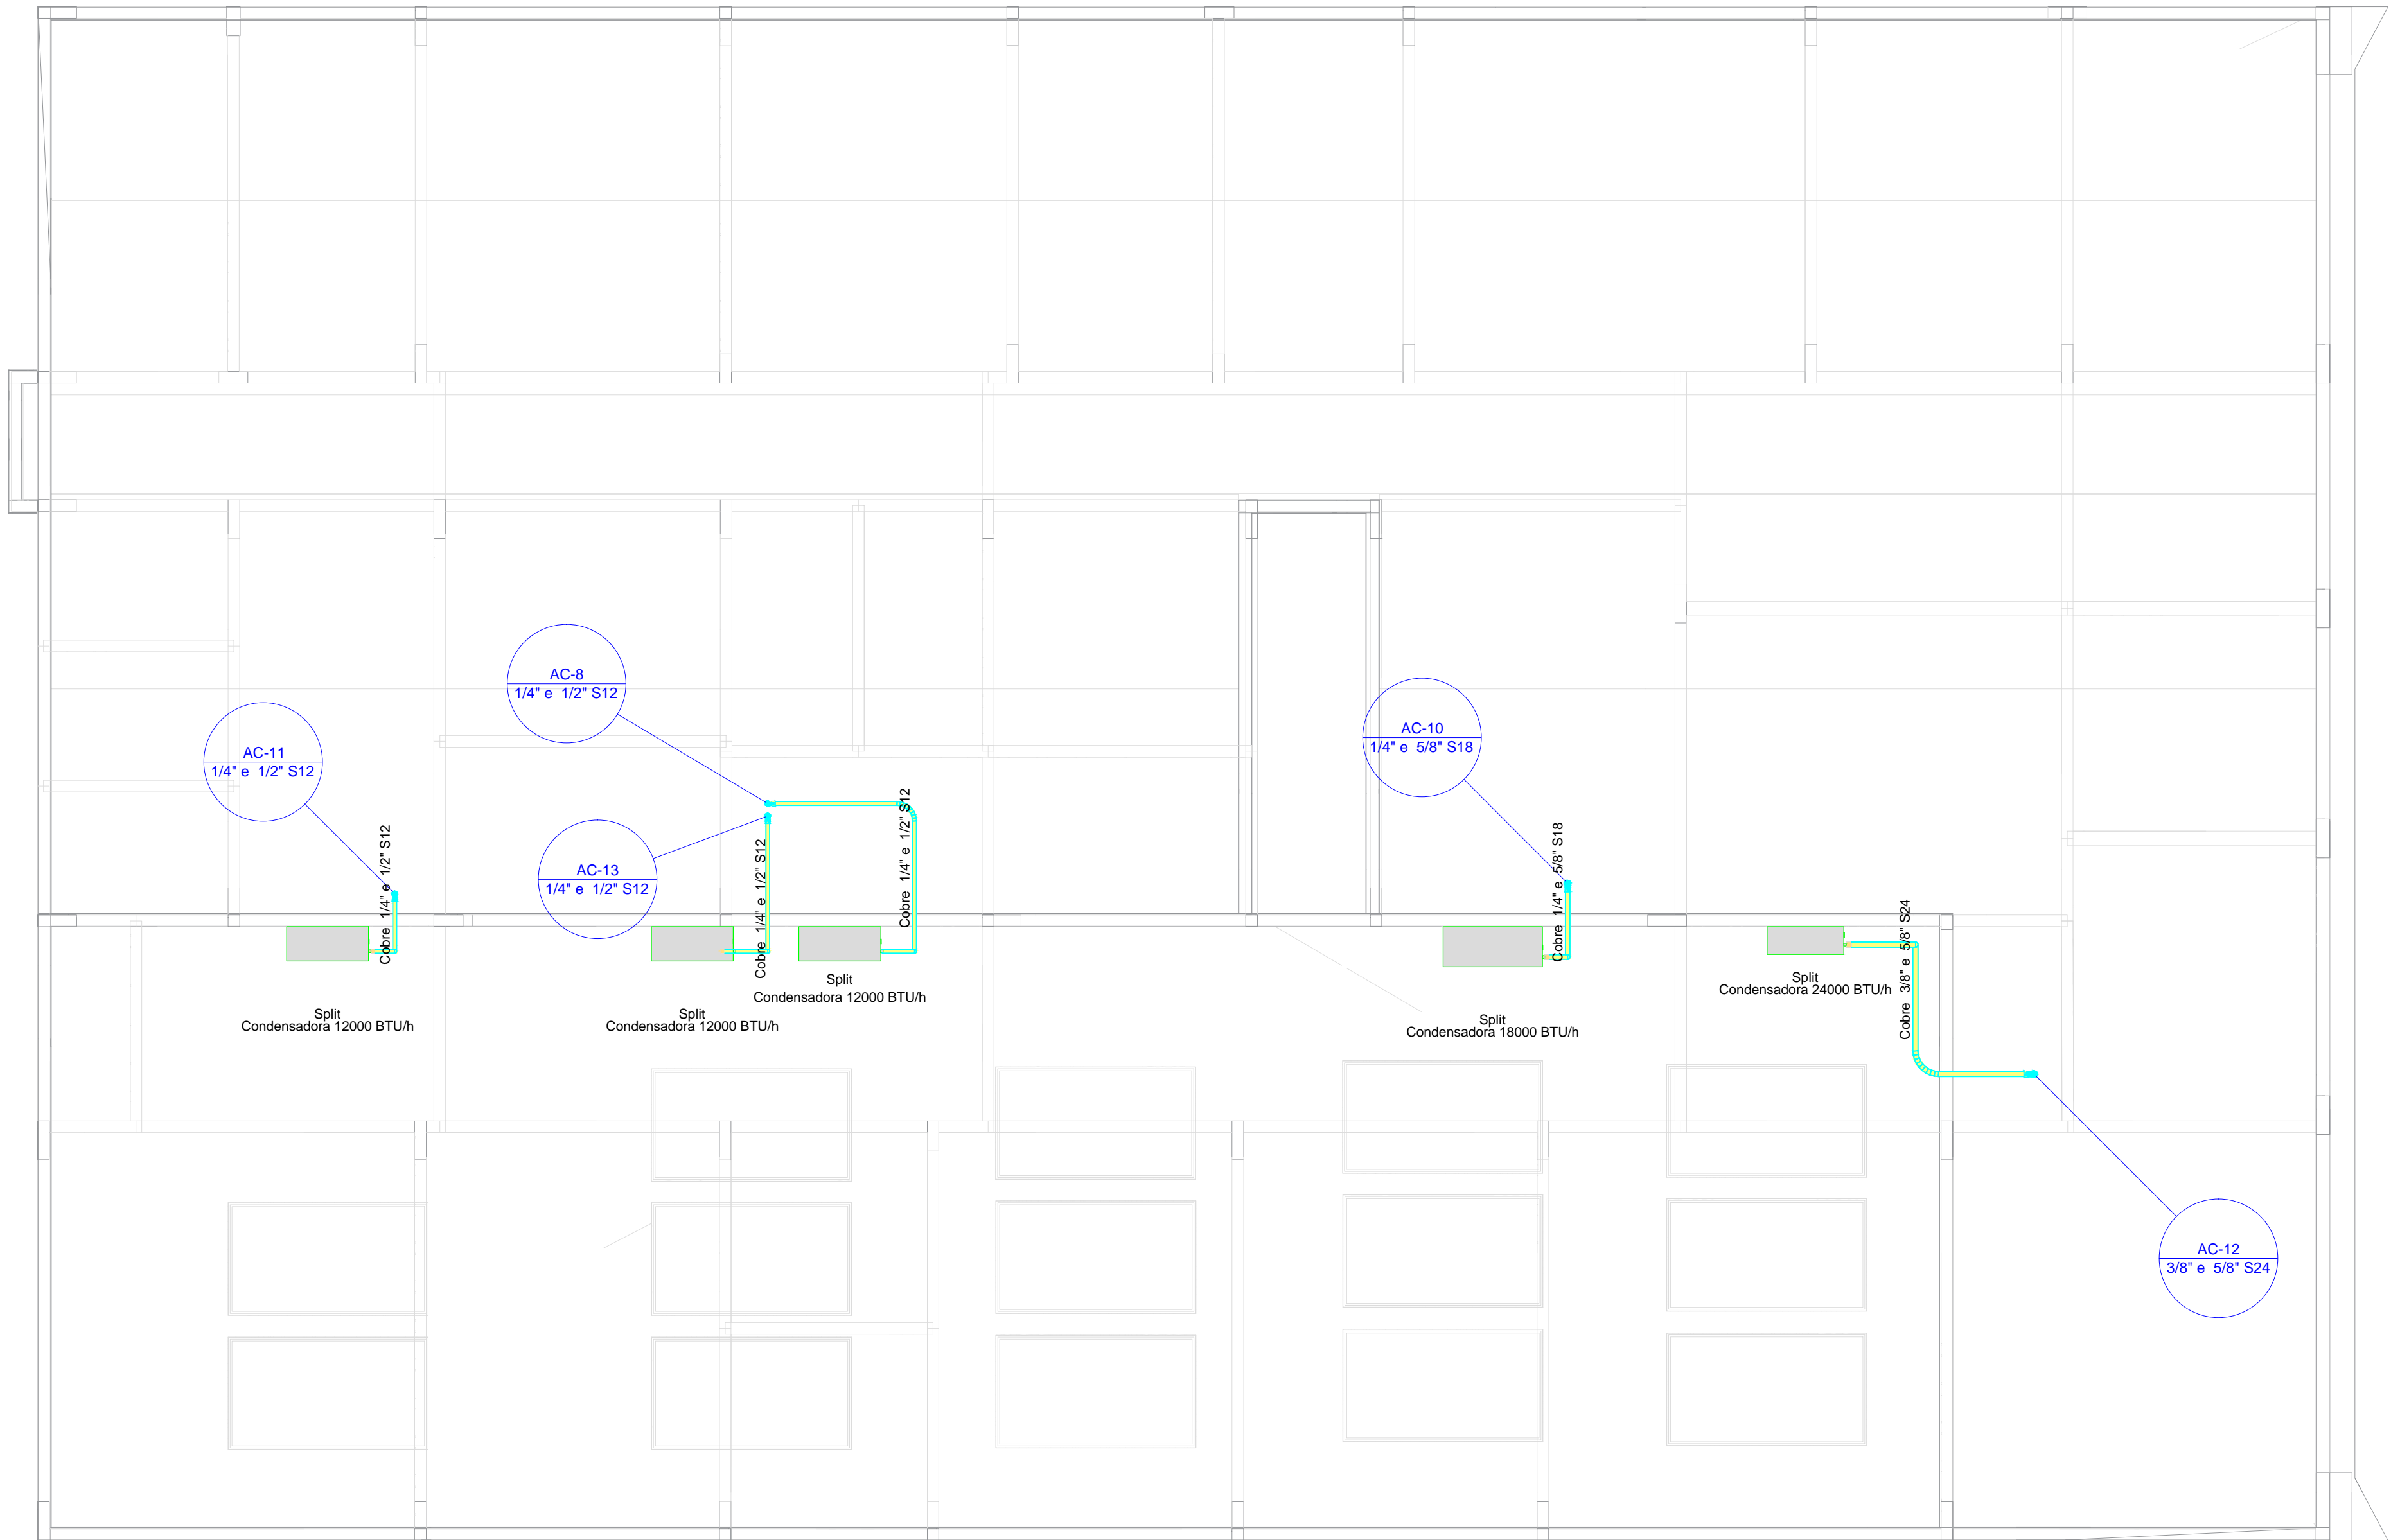 AC-8
1/4" e  1/2" S12
AC-11
1/4" e  1/2" S12
AC-13
1/4" e  1/2" S12
AC-10
1/4" e  5/8" S18
AC-12
3/8" e  5/8" S24
Cobre  1/4" e  1/2" S12
Cobre  1/4" e  1/2" S12
Cobre  1/4" e  1/2" S12
Cobre  1/4" e  5/8" S18
Cobre  3/8" e  5/8" S24
Split
Condensadora 12000 BTU/h
Split
Condensadora 12000 BTU/h
Split
Condensadora 12000 BTU/h
Split
Condensadora 18000 BTU/h
Split
Condensadora 24000 BTU/h